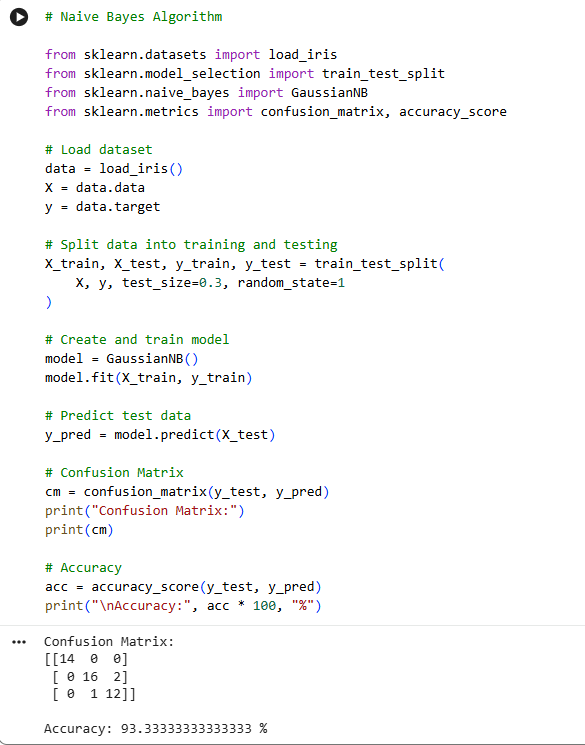 # Naive Bayes Algorithm
from sklearn.datasets import load_iris
from sklearn.model_selection import train_test_split
from sklearn.naive_bayes import GaussianNB
from sklearn.metrics import confusion_matrix, accuracy_score
# Load dataset
data = load_iris()
X = data.data
y = data.target
# Split data into training and testing
X_train, X_test, y_train, y_test = train_test_split(
    X, y, test_size=0.3, random_state=1
)
# Create and train model
model = GaussianNB()
model.fit(X_train, y_train)
# Predict test data
y_pred = model.predict(X_test)
# Confusion Matrix
cm = confusion_matrix(y_test, y_pred)
print("Confusion Matrix:")
print(cm)
# Accuracy
acc = accuracy_score(y_test, y_pred)
print("\nAccuracy:", acc * 100, "%")
Confusion Matrix:
[[14  0  0]
 [ 0 16  2]
 [ 0  1 12]]
Accuracy: 93.33333333333333 %